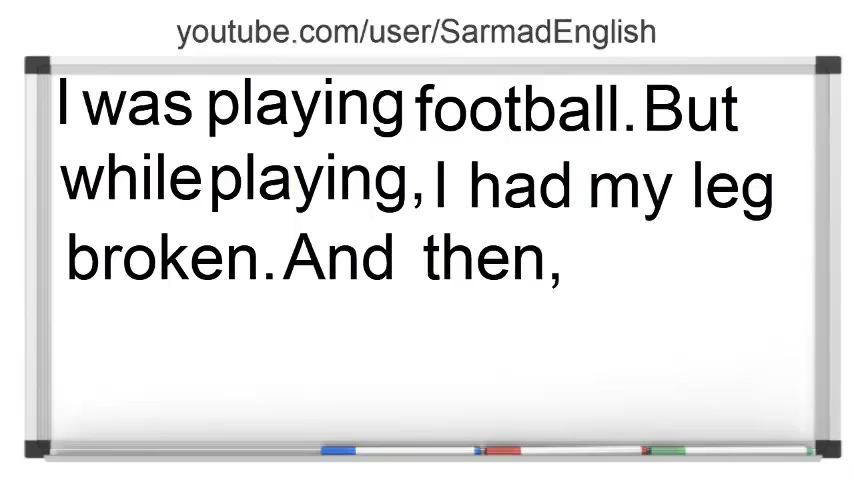 youtube.com/user/SarmadEnglish
I was playing football. But
while playing, I had my leg
broken. And then,